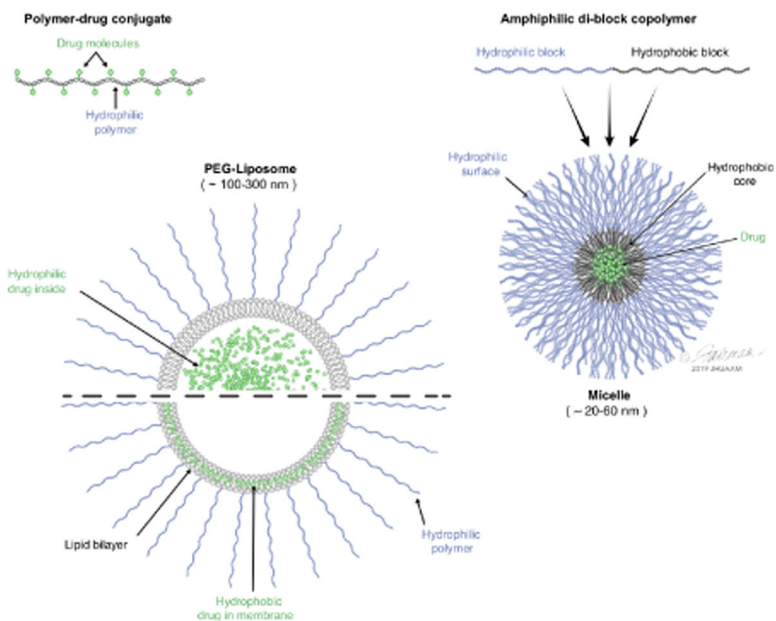 Polymer-drug conjugate
Drug molecules
Hydrophilic
polymer
Amphiphilic di-block copolymer
Hydrophilic block
Hydrophobic block
PEG-Liposome
( ~ 100-300 nm )
Hydrophilic
surface
Hydrophobic
core
Drug
Hydrophilic
drug inside
Micelle
( ~ 20-60 nm )
Lipid bilayer
Hydrophilic
polymer
Hydrophobic
drug in membrane
©
2019 JHUAAM